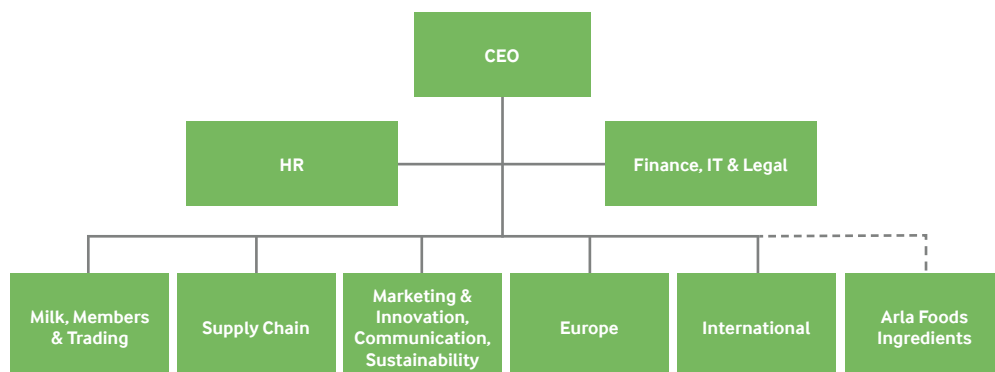 CEO
HR
Finance, IT & Legal
Milk, Members
& Trading
Supply Chain
Marketing &
Innovation,
Communication,
Sustainability
Europe
International
Arla Foods
Ingredients